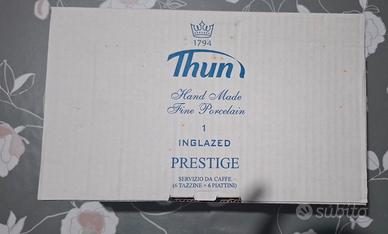 1794
Thun
Hand Made
Fine Porcelain
1
INGLAZED
PRESTIGE
SERVIZIO DA CAFFE
(6 TAZZINE + 6 PIATTINI)
subito